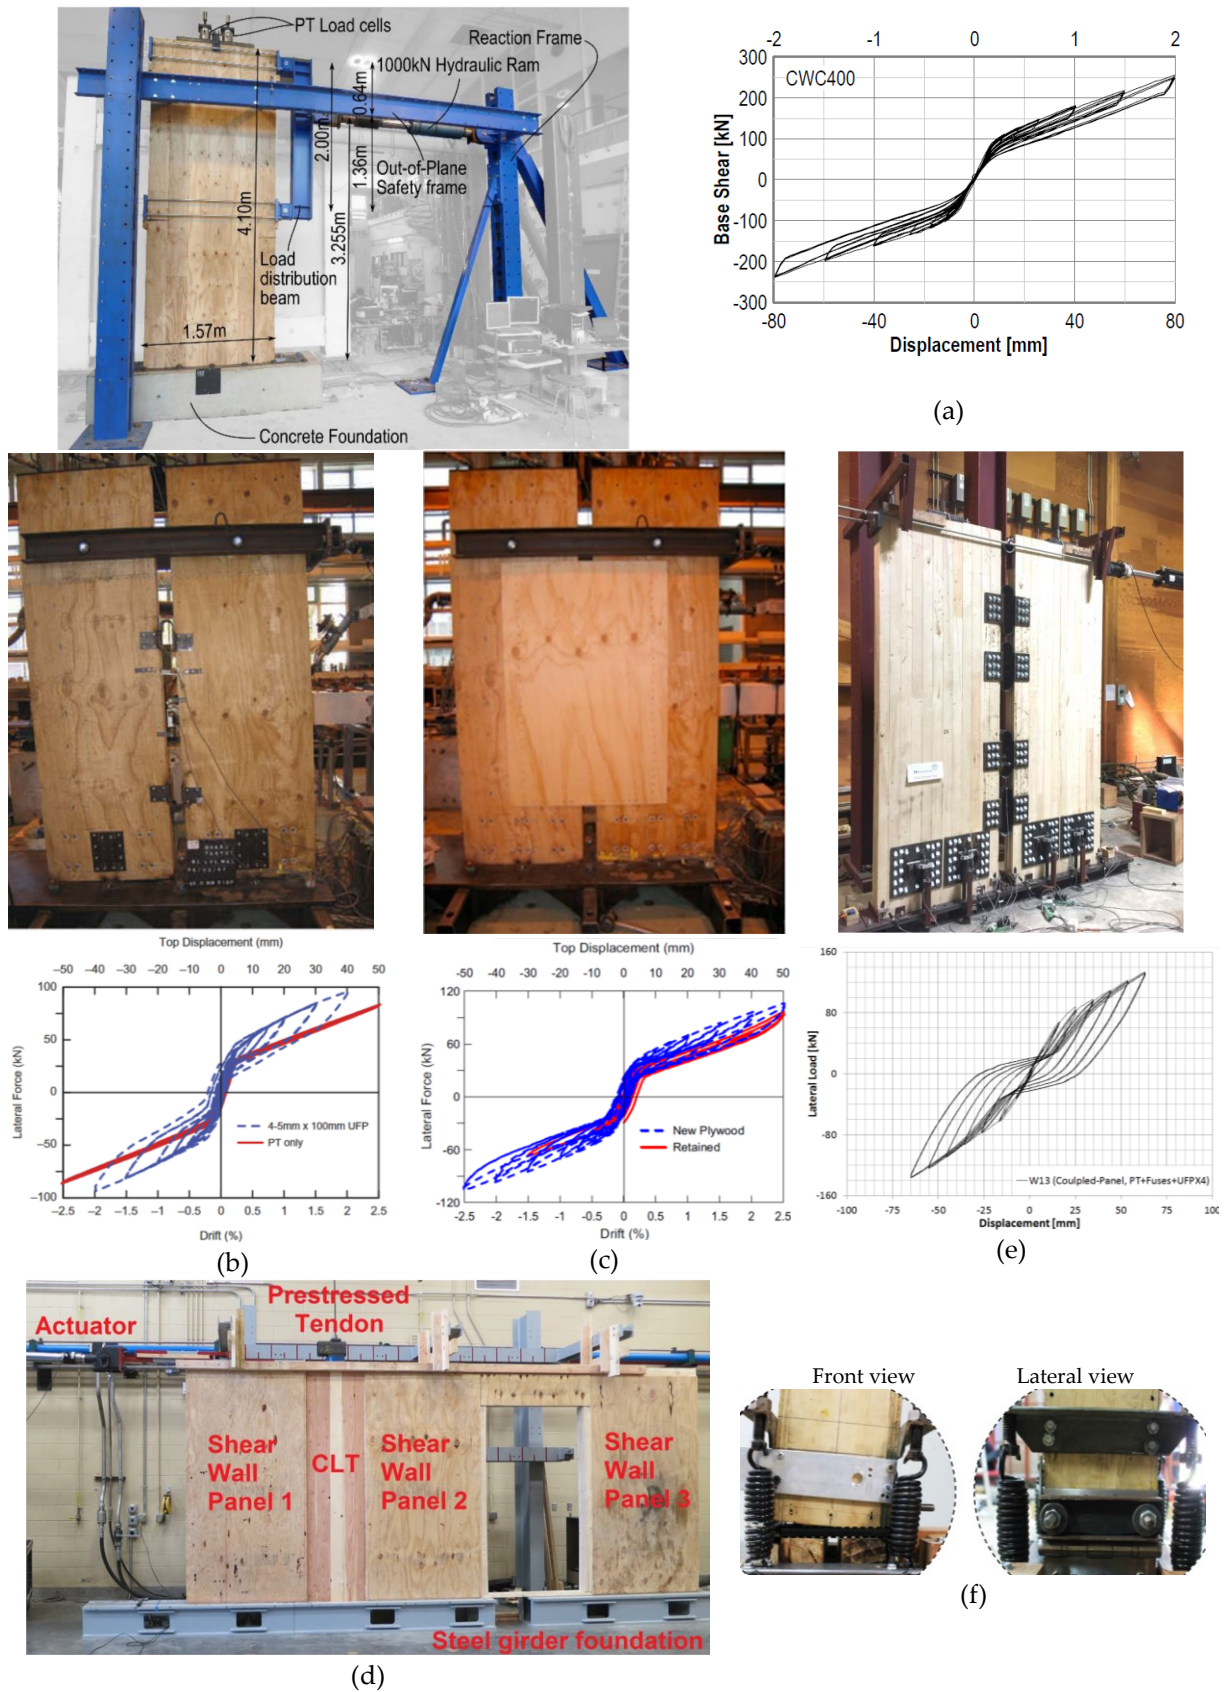 PT Load cells
Reaction Frame
1000kN Hydraulic Ram
0.64m
2.00m
1.36m
Out-of-Plane
Safety frame
4.10m
3.255m
Load
distribution
beam
1.57m
Concrete Foundation
-2 -1 0 1 2
CWC400
Base Shear [kN]
300
200
100
0
-100
-200
-300
-80 -40 0 40 80
Displacement [mm]
(a)
Top Displacement (mm)
−50 −40 −30 −20 −10 0 10 20 30 40 50
Lateral Force (kN)
100
50
0
−50
−100
4-5mm x 100mm UFP
PT only
−2.5 −2 −1.5 −1 −0.5 0 0.5 1 1.5 2 2.5
Drift (%)
(b)
Top Displacement (mm)
-50 -40 -30 -20 -10 0 10 20 30 40 50
Lateral Force (kN)
120
60
0
-60
-120
New Plywood
Retained
-2.5 -2 -1.5 -1 -0.5 0 0.5 1 1.5 2 2.5
Drift (%)
(c)
Lateral Load [kN]
160
80
0
-80
-160
W13 (Coulpled-Panel, PT+Fuses+UFPX4)
-100 -75 -50 -25 0 25 50 75 100
Displacement [mm]
(e)
Prestressed
Tendon
Actuator
Shear
Wall
Panel 1
CLT
Shear
Wall
Panel 2
Shear
Wall
Panel 3
Steel girder foundation
(d)
Front view
Lateral view
(f)